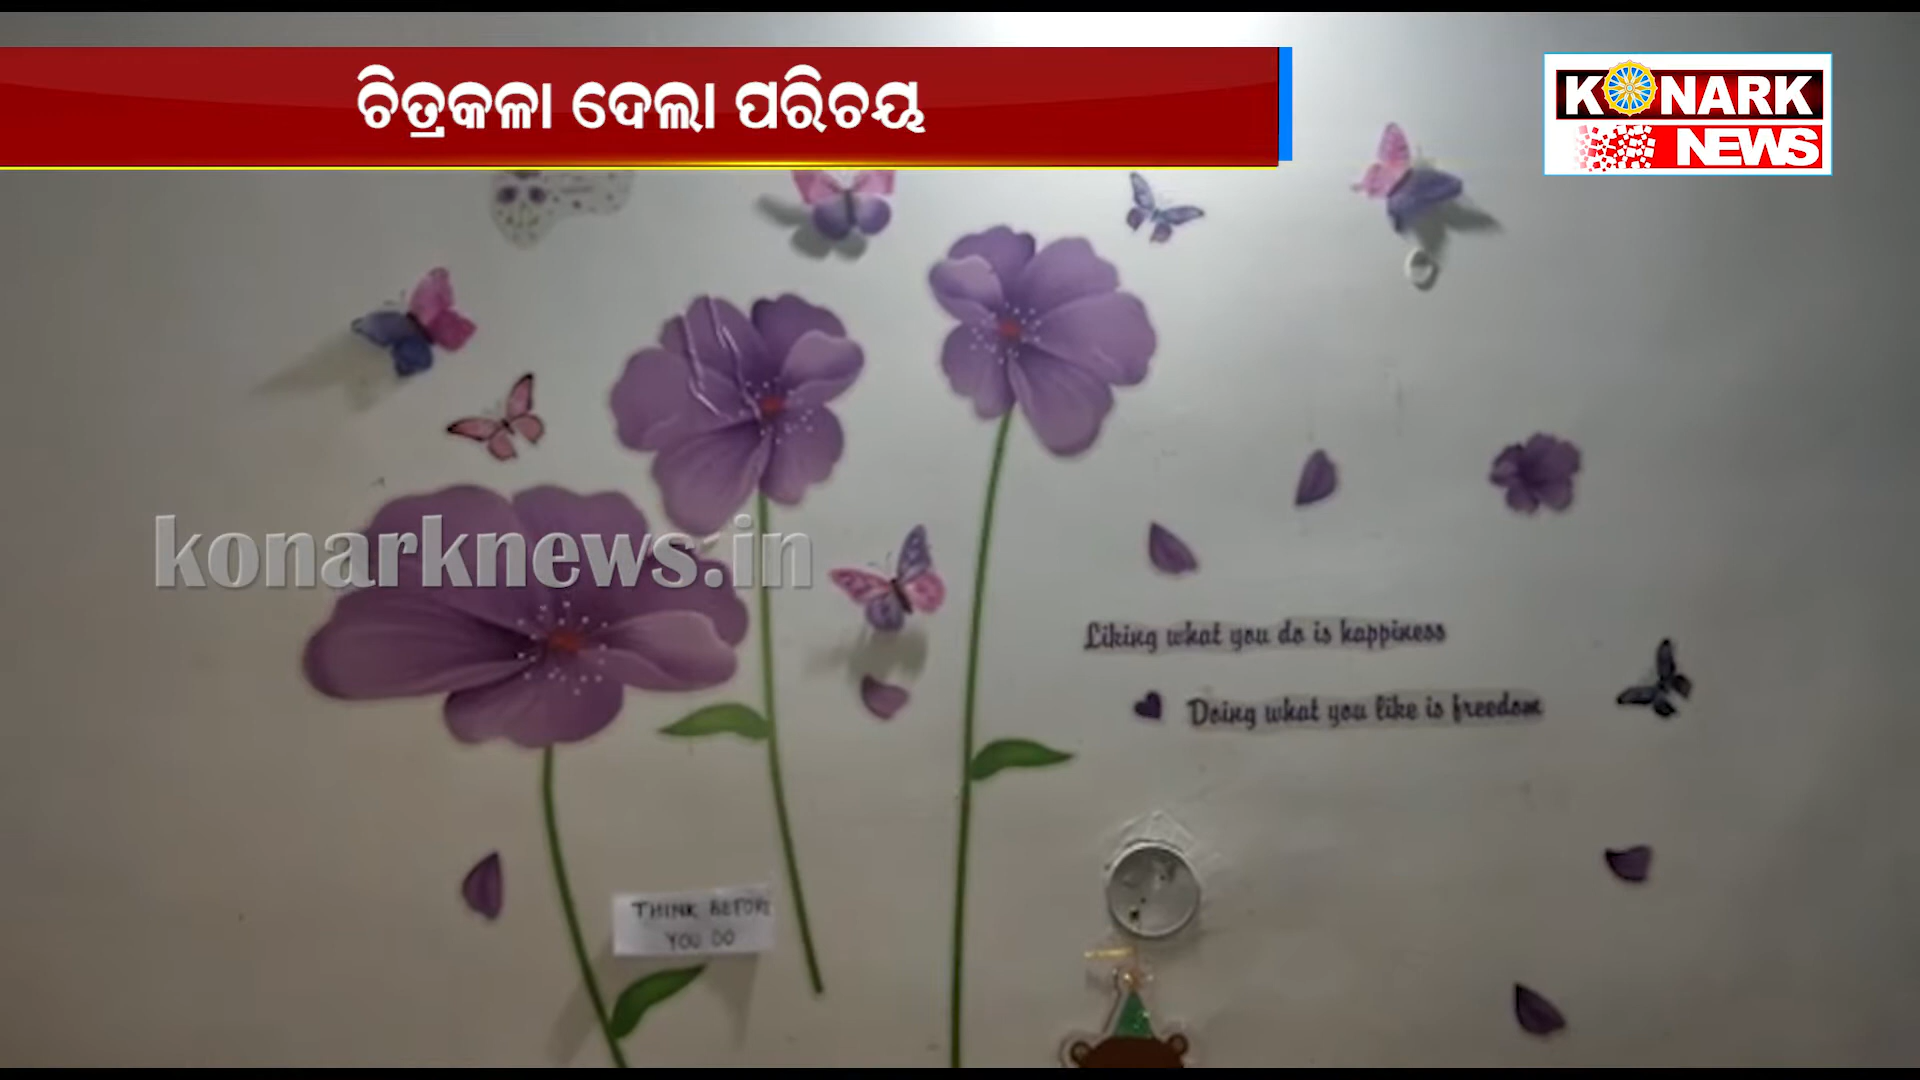 ଚିତ୍ରକଳା ଦେଲା ପରିଚୟ
KONARK
NEWS
konarknews.in
Liking what you do is happiness
Doing what you like is freedom
THINK BEFORE
YOU DO